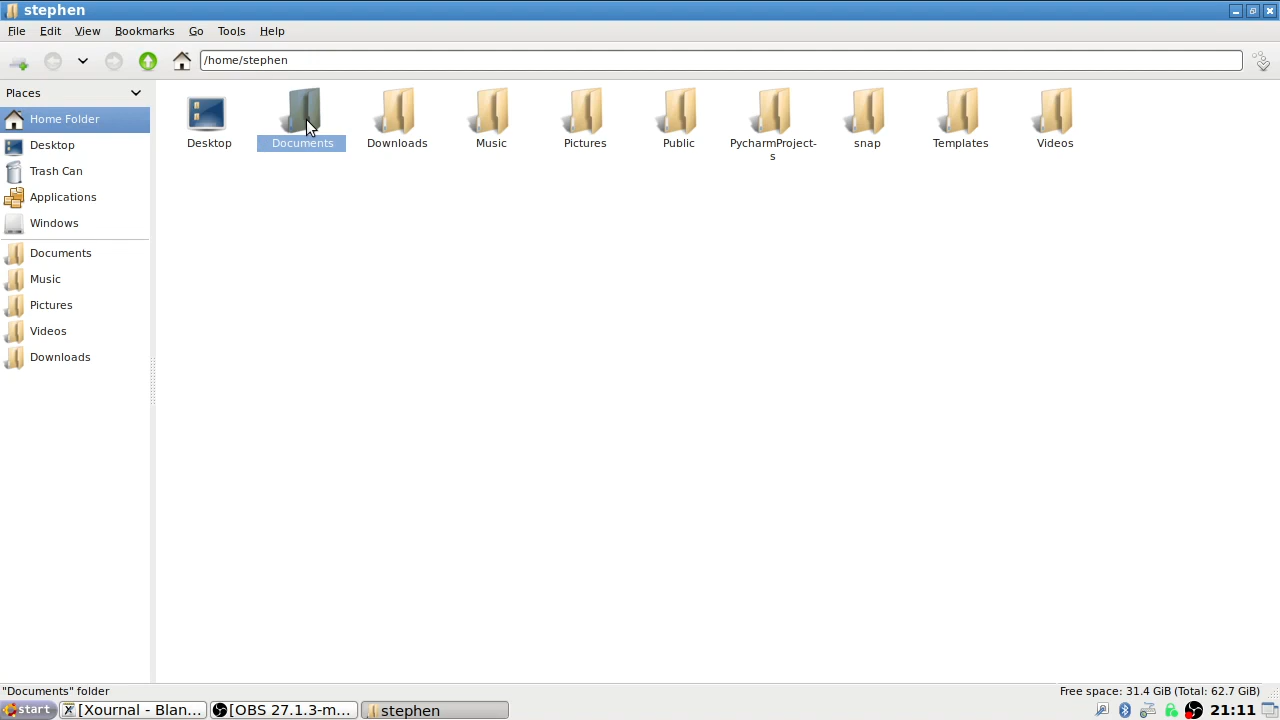 stephen
File Edit View Bookmarks Go Tools Help
/home/stephen
Places
Home Folder
Desktop
Trash Can
Applications
Windows
Documents
Music
Pictures
Videos
Downloads
Desktop Documents Downloads Music Pictures Public PycharmProject-
s snap Templates Videos
"Documents" folder Free space: 31.4 GiB (Total: 62.7 GiB)
start [Xournal - Blan... [OBS 27.1.3-m... stephen 21:11